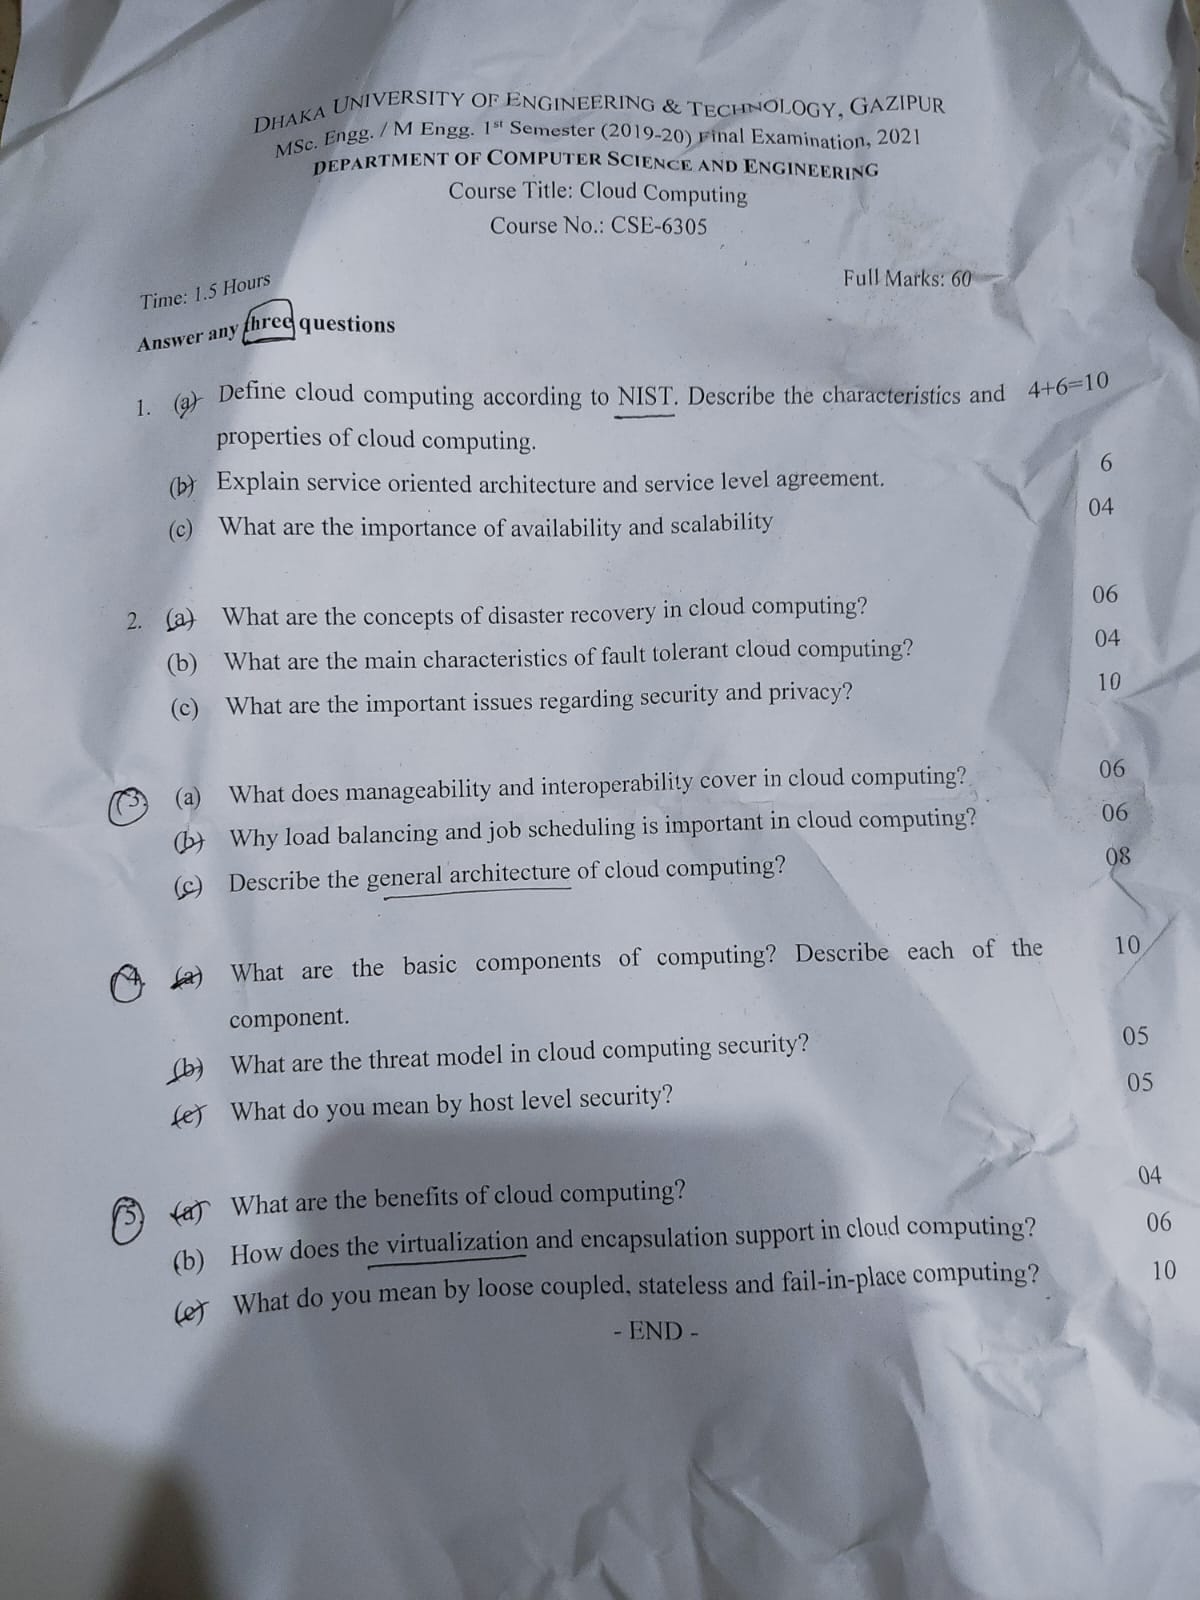 DHAKA UNIVERSITY OF ENGINEERING & TECHNOLOGY, GAZIPUR
MSc. Engg. / M Engg. 1st Semester (2019-20) Final Examination, 2021
DEPARTMENT OF COMPUTER SCIENCE AND ENGINEERING
Course Title: Cloud Computing
Course No.: CSE-6305
Time: 1.5 Hours Full Marks: 60
Answer any three questions
1. (a) Define cloud computing according to NIST. Describe the characteristics and 4+6=10
properties of cloud computing.
(b) Explain service oriented architecture and service level agreement. 6
(c) What are the importance of availability and scalability 04
2. (a) What are the concepts of disaster recovery in cloud computing? 06
(b) What are the main characteristics of fault tolerant cloud computing? 04
(c) What are the important issues regarding security and privacy? 10
3. (a) What does manageability and interoperability cover in cloud computing? 06
(b) Why load balancing and job scheduling is important in cloud computing? 06
(c) Describe the general architecture of cloud computing? 08
4. (a) What are the basic components of computing? Describe each of the 10
component.
(b) What are the threat model in cloud computing security? 05
(c) What do you mean by host level security? 05
5. (a) What are the benefits of cloud computing? 04
(b) How does the virtualization and encapsulation support in cloud computing? 06
(c) What do you mean by loose coupled, stateless and fail-in-place computing? 10
- END -